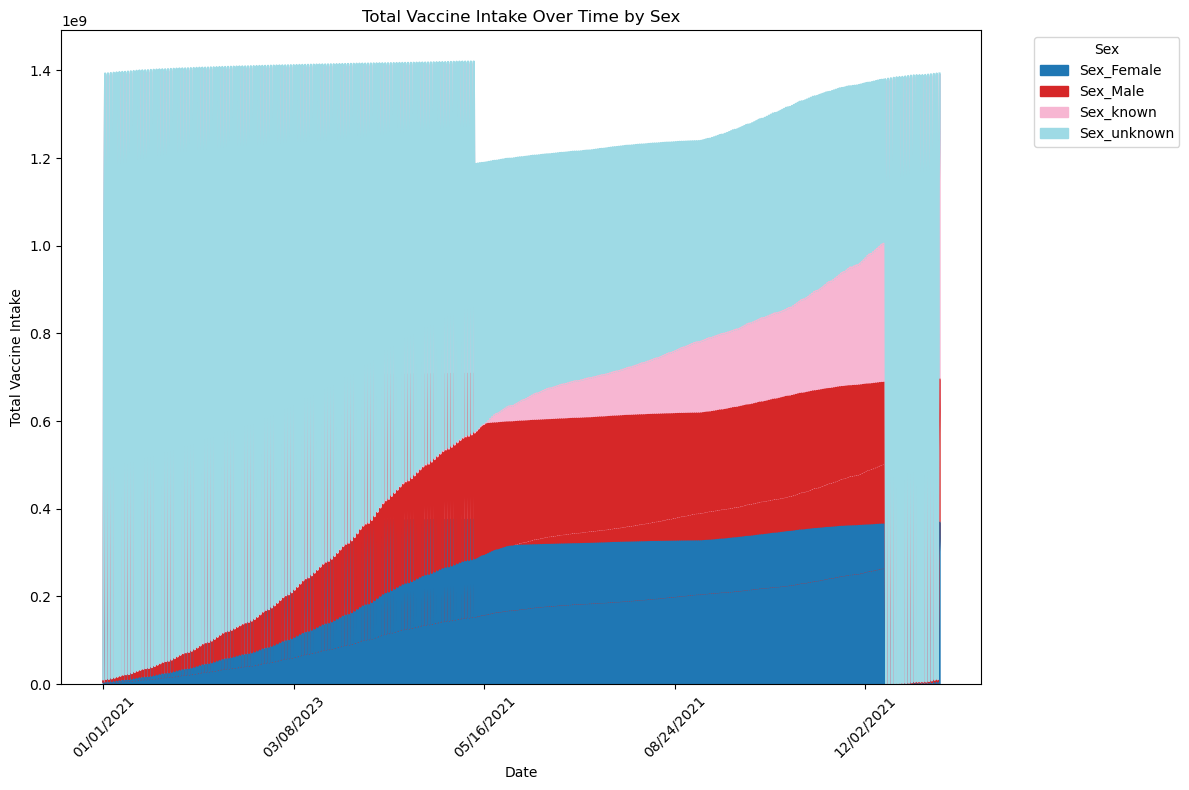 Total Vaccine Intake Over Time by Sex
1e9
1.4
1.2
1.0
0.8
0.6
0.4
0.2
0.0
Total Vaccine Intake
01/01/2021
03/08/2023
05/16/2021
08/24/2021
12/02/2021
Date
Sex
Sex_Female
Sex_Male
Sex_known
Sex_unknown